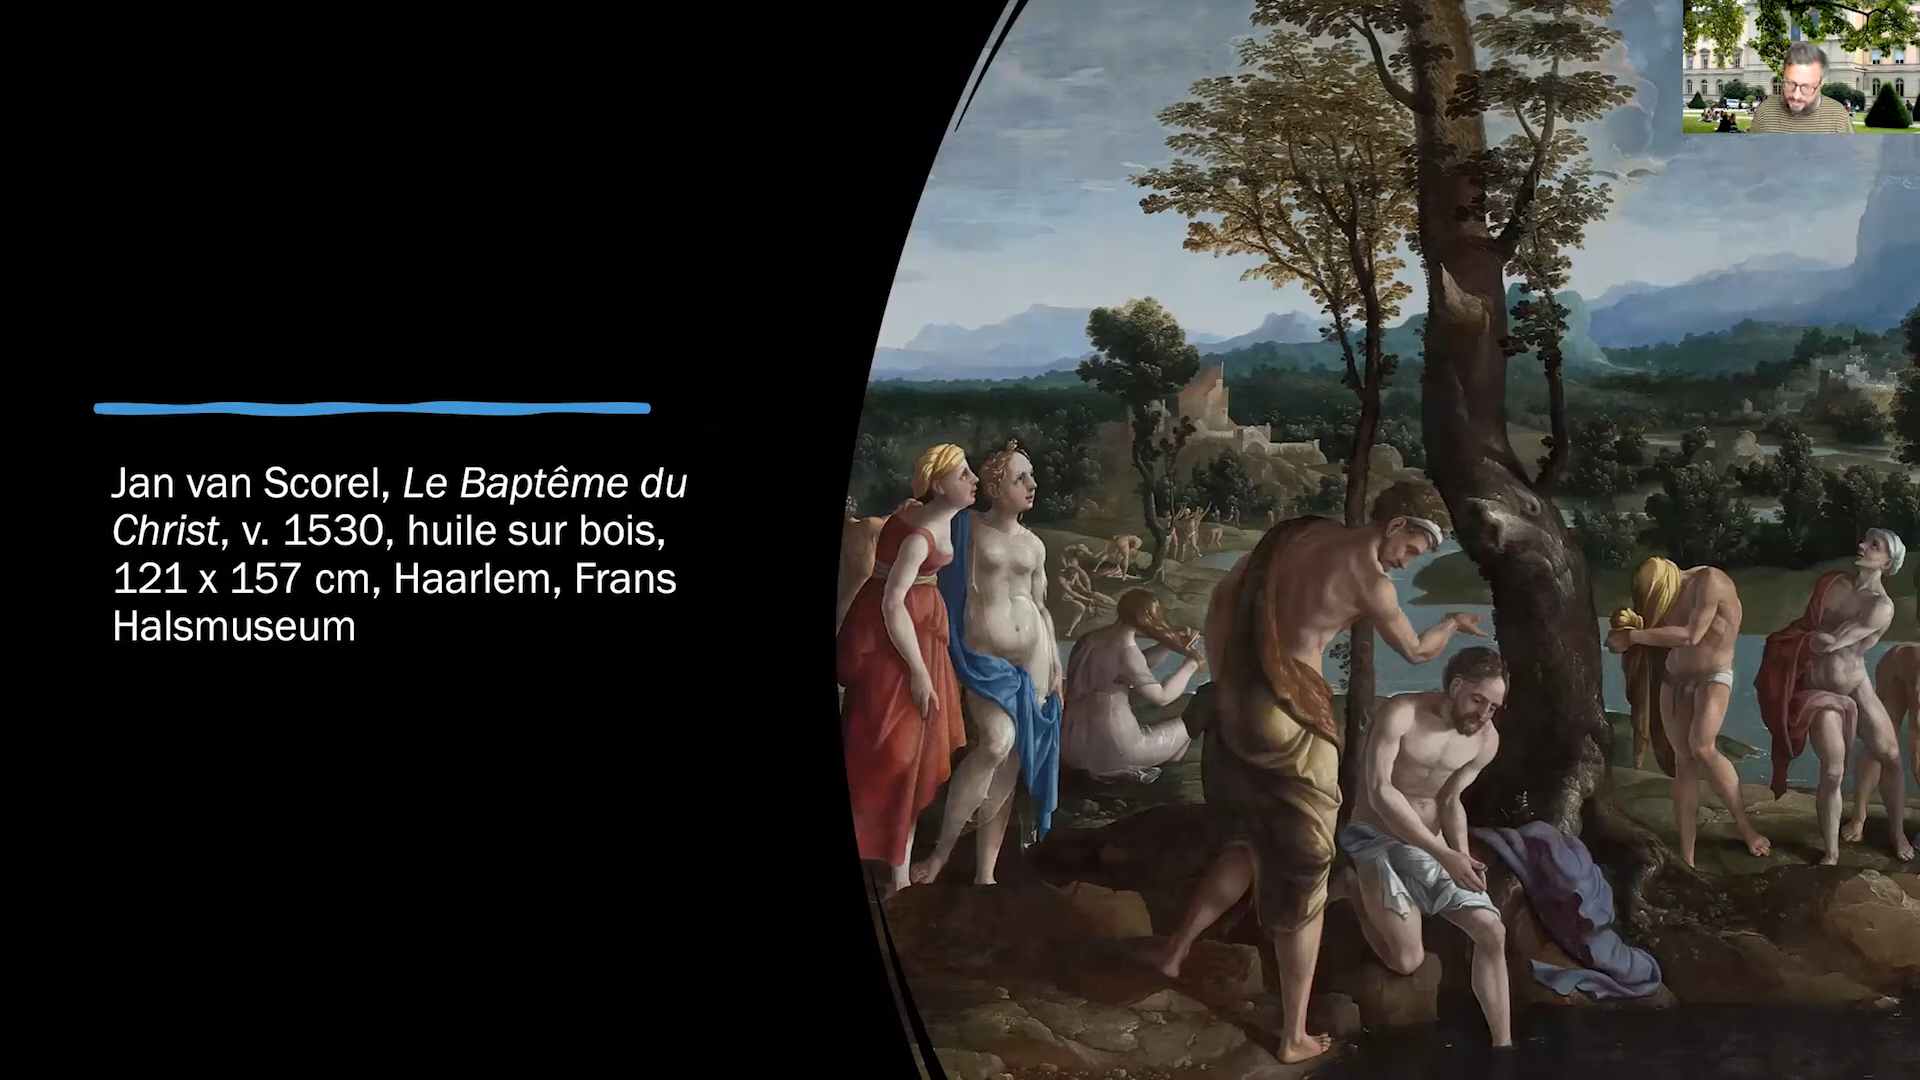 Jan van Scorel, Le Baptême du
Christ, v. 1530, huile sur bois,
121 x 157 cm, Haarlem, Frans
Halsmuseum